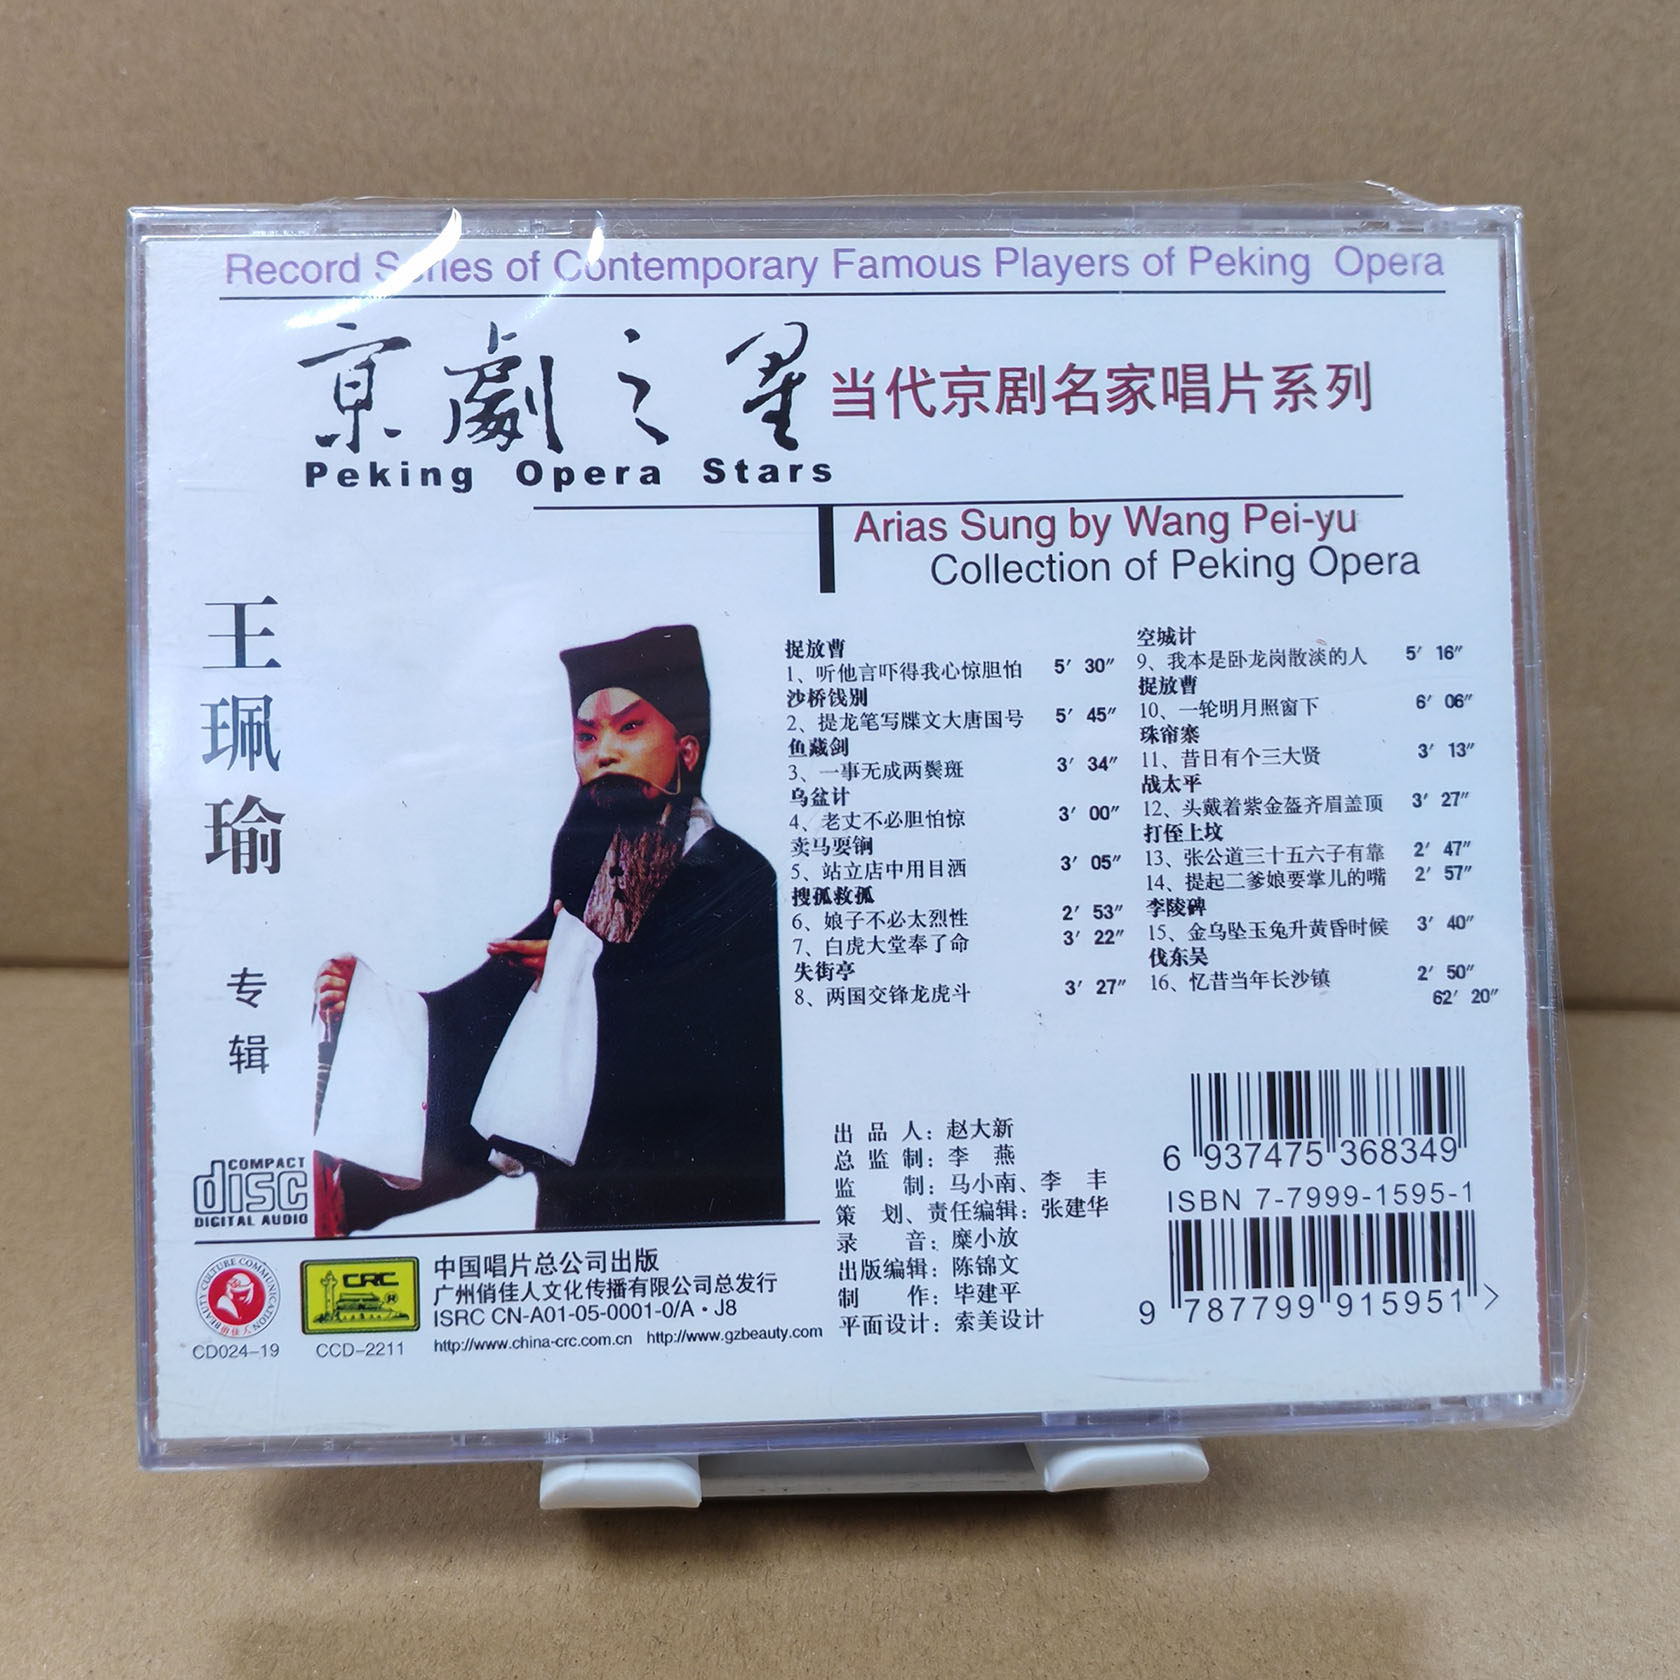 Record Series of Contemporary Famous Players of Peking Opera
京劇之星
当代京剧名家唱片系列
Peking Opera Stars
Arias Sung by Wang Pei-yu
Collection of Peking Opera
王珮瑜
专辑
捉放曹
1、听他言吓得我心惊胆怕 5′ 30″
沙桥饯别
2、提龙笔写牒文大唐国号 5′ 45″
鱼藏剑
3、一事无成两鬓斑 3′ 34″
乌盆计
4、老丈不必胆怕惊 3′ 00″
卖马耍锏
5、站立店中用目洒 3′ 05″
搜孤救孤
6、娘子不必太烈性 2′ 53″
7、白虎大堂奉了命 3′ 22″
失街亭
8、两国交锋龙虎斗 3′ 27″
空城计
9、我本是卧龙岗散淡的人 5′ 16″
捉放曹
10、一轮明月照窗下 6′ 06″
珠帘寨
11、昔日有个三大贤 3′ 13″
战太平
12、头戴着紫金盔齐眉盖顶 3′ 27″
打侄上坟
13、张公道三十五六子有靠 2′ 47″
14、提起二爹娘要掌儿的嘴 2′ 57″
李陵碑
15、金乌坠玉兔升黄昏时候 3′ 40″
伐东吴
16、忆昔当年长沙镇 2′ 50″
62′ 20″
出品人：赵大新
总监制：李 燕
监 制：马小南、李 丰
策 划、责任编辑：张建华
录 音：糜小放
出版编辑：陈锦文
制 作：毕建平
平面设计：索美设计
6 937475 368349
ISBN 7-7999-1595-1
9 787799 915951 >
COMPACT
disc
DIGITAL AUDIO
BEAUTY CULTURE COMMUNICATION
俏佳人
CD024-19
CRC
®
CCD-2211
中国唱片总公司出版
广州俏佳人文化传播有限公司总发行
ISRC CN-A01-05-0001-0/A·J8
http://www.china-crc.com.cn http://www.gzbeauty.com